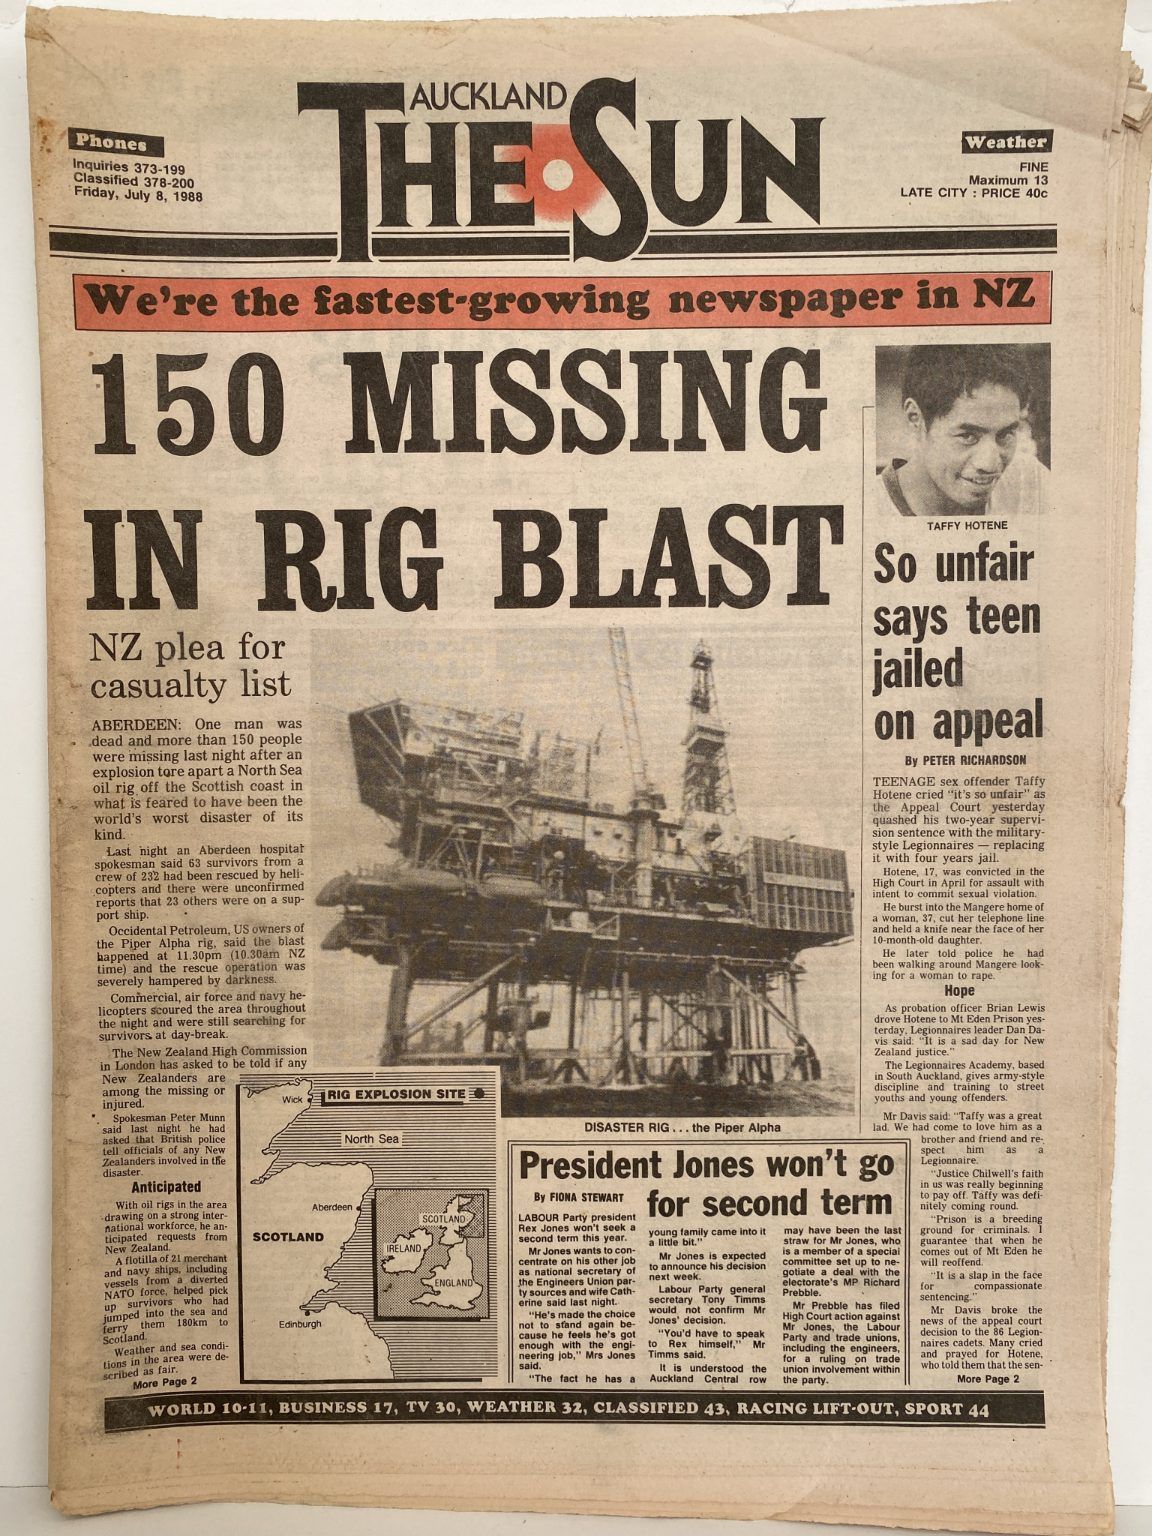 Phones
Inquiries 373-199
Classified 378-200
Friday, July 8, 1988
AUCKLAND
THE SUN
Weather
FINE
Maximum 13
LATE CITY : PRICE 40c
We're the fastest-growing newspaper in NZ
150 MISSING
IN RIG BLAST
NZ plea for
casualty list
ABERDEEN: One man was
dead and more than 150 people
were missing last night after an
explosion tore apart a North Sea
oil rig off the Scottish coast in
what is feared to have been the
world's worst disaster of its
kind.
Last night an Aberdeen hospital
spokesman said 63 survivors from a
crew of 232 had been rescued by heli-
copters and there were unconfirmed
reports that 23 others were on a sup-
port ship.
Occidental Petroleum, US owners of
the Piper Alpha rig, said the blast
happened at 11.30pm (10.30am NZ
time) and the rescue operation was
severely hampered by darkness.
Commercial, air force and navy he-
licopters scoured the area throughout
the night and were still searching for
survivors at day-break.
The New Zealand High Commission
in London has asked to be told if any
New Zealanders are
among the missing or
injured.
Spokesman Peter Munn
said last night he had
asked that British police
tell officials of any New
Zealanders involved in the
disaster.
Anticipated
With oil rigs in the area
drawing on a strong inter-
national workforce, he an-
ticipated requests from
New Zealand.
A flotilla of 21 merchant
and navy ships, including
vessels from a diverted
NATO force, helped pick
up survivors who had
jumped into the sea and
ferry them 180km to
Scotland.
Weather and sea condi-
tions in the area were de-
scribed as fair.
More Page 2
Wick
RIG EXPLOSION SITE
North Sea
Aberdeen
SCOTLAND
SCOTLAND
IRELAND
ENGLAND
Edinburgh
DISASTER RIG . . . the Piper Alpha
President Jones won't go
for second term
By FIONA STEWART
LABOUR Party president
Rex Jones won't seek a
second term this year.
Mr Jones wants to con-
centrate on his other job
as national secretary of
the Engineers Union par-
ty sources and wife Cath-
erine said last night.
"He's made the choice
not to stand again be-
cause he feels he's got
enough with the engi-
neering job," Mrs Jones
said.
"The fact he has a
young family came into it
a little bit."
Mr Jones is expected
to announce his decision
next week.
Labour Party general
secretary Tony Timms
would not confirm Mr
Jones' decision.
"You'd have to speak
to Rex himself," Mr
Timms said.
It is understood the
Auckland Central row
may have been the last
straw for Mr Jones, who
is a member of a special
committee set up to ne-
gotiate a deal with the
electorate's MP Richard
Prebble.
Mr Prebble has filed
High Court action against
Mr Jones, the Labour
Party and trade unions,
including the engineers,
for a ruling on trade
union involvement within
the party.
TAFFY HOTENE
So unfair
says teen
jailed
on appeal
By PETER RICHARDSON
TEENAGE sex offender Taffy
Hotene cried "it's so unfair" as
the Appeal Court yesterday
quashed his two-year supervi-
sion sentence with the military-
style Legionnaires — replacing
it with four years jail.
Hotene, 17, was convicted in the
High Court in April for assault with
intent to commit sexual violation.
He burst into the Mangere home of
a woman, 37, cut her telephone line
and held a knife near the face of her
10-month-old daughter.
He later told police he had
been walking around Mangere look-
ing for a woman to rape.
Hope
As probation officer Brian Lewis
drove Hotene to Mt Eden Prison yes-
terday, Legionnaires leader Dan Da-
vis said: "It is a sad day for New
Zealand justice."
The Legionnaires Academy, based
in South Auckland, gives army-style
discipline and training to street
youths and young offenders.
Mr Davis said: "Taffy was a great
lad. We had come to love him as a
brother and friend and re-
spect him as a
Legionnaire.
"Justice Chilwell's faith
in us was really beginning
to pay off. Taffy was defi-
nitely coming round.
"Prison is a breeding
ground for criminals. I
guarantee that when he
comes out of Mt Eden he
will reoffend.
"It is a slap in the face
for compassionate
sentencing."
Mr Davis broke the
news of the appeal court
decision to the 86 Legion-
naires cadets. Many cried
and prayed for Hotene,
who told them that the sen-
More Page 2
WORLD 10-11, BUSINESS 17, TV 30, WEATHER 32, CLASSIFIED 43, RACING LIFT-OUT, SPORT 44